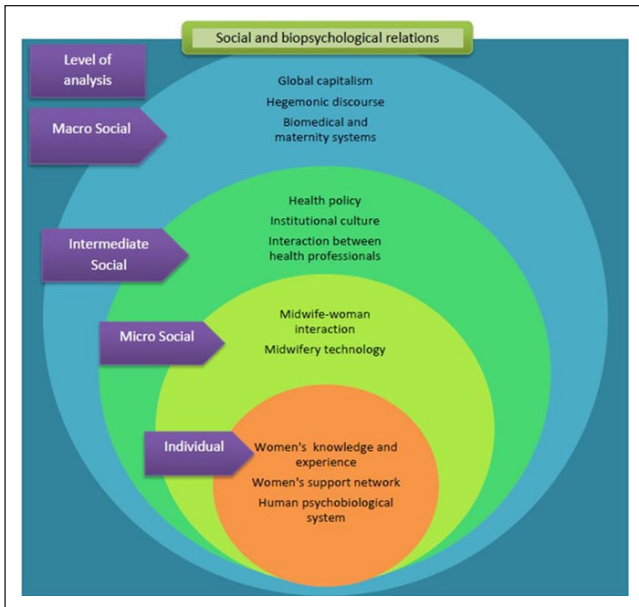 Social and biopsychological relations
Level of
analysis
Global capitalism
Hegemonic discourse
Macro Social
Biomedical and
maternity systems
Health policy
Institutional culture
Intermediate
Social
Interaction between
health professionals
Midwife-woman
interaction
Micro Social
Midwifery technology
Individual
Women's knowledge and
experience
Women's support network
Human psychobiological
system